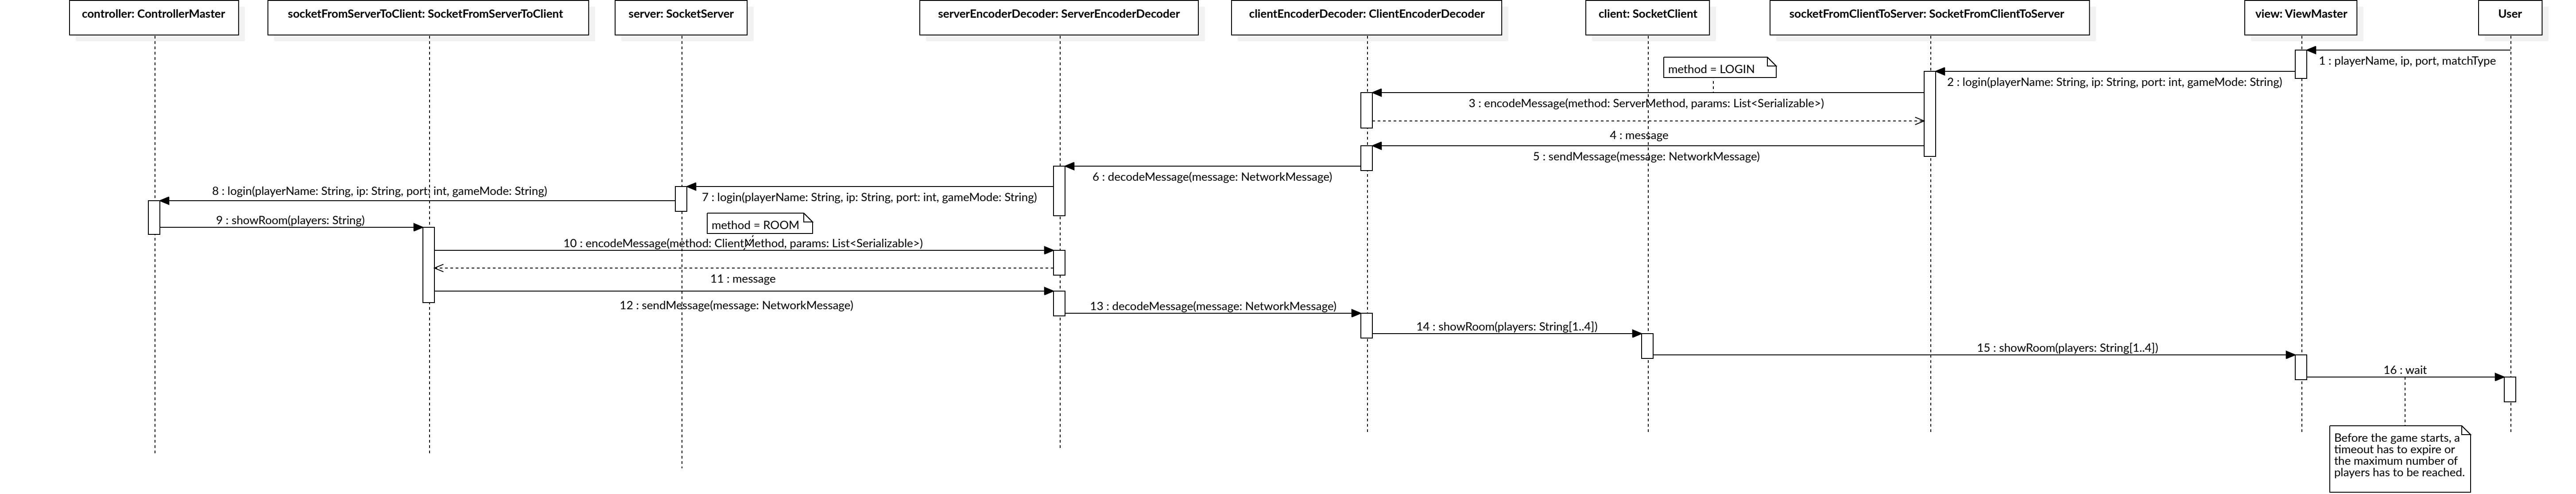 controller: ControllerMaster
socketFromServerToClient: SocketFromServerToClient
server: SocketServer
serverEncoderDecoder: ServerEncoderDecoder
clientEncoderDecoder: ClientEncoderDecoder
client: SocketClient
socketFromClientToServer: SocketFromClientToServer
view: ViewMaster
User
1 : playerName, ip, port, matchType
method = LOGIN
2 : login(playerName: String, ip: String, port: int, gameMode: String)
3 : encodeMessage(method: ServerMethod, params: List<Serializable>)
4 : message
5 : sendMessage(message: NetworkMessage)
6 : decodeMessage(message: NetworkMessage)
7 : login(playerName: String, ip: String, port: int, gameMode: String)
8 : login(playerName: String, ip: String, port: int, gameMode: String)
9 : showRoom(players: String)
method = ROOM
10 : encodeMessage(method: ClientMethod, params: List<Serializable>)
11 : message
12 : sendMessage(message: NetworkMessage)
13 : decodeMessage(message: NetworkMessage)
14 : showRoom(players: String[1..4])
15 : showRoom(players: String[1..4])
16 : wait
Before the game starts, a
timeout has to expire or
the maximum number of
players has to be reached.